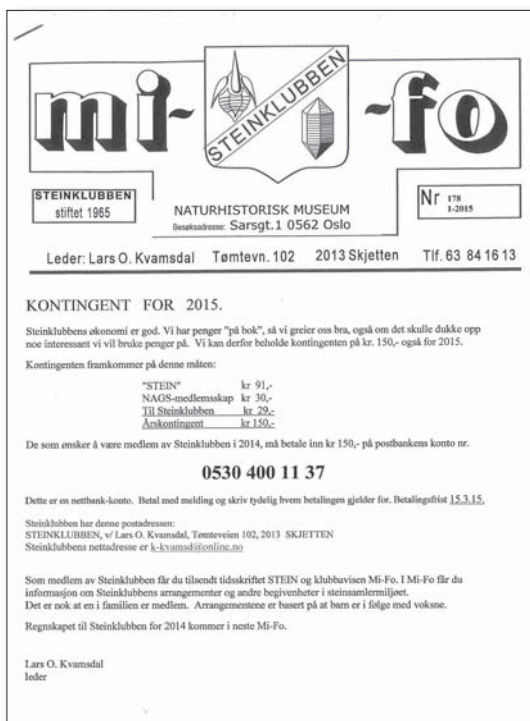 mi-
STEINKLUBBEN
-fo
STEINKLUBBEN
stiftet 1965
NATURHISTORISK MUSEUM
Besøksadresse: Sarsgt.1 0562 Oslo
Nr 178
1-2015
Leder: Lars O. Kvamsdal Tømtevn. 102 2013 Skjetten Tlf. 63 84 16 13
KONTINGENT FOR 2015.
Steinklubbens økonomi er god. Vi har penger "på bok", så vi greier oss bra, også om det skulle dukke opp
noe interessant vi vil bruke penger på. Vi kan derfor beholde kontingenten på kr. 150,- også for 2015.
Kontingenten framkommer på denne måten:
"STEIN" kr 91,-
NAGS-medlemsskap kr 30,-
Til Steinklubben kr 29,-
Årskontingent kr 150,-
De som ønsker å være medlem av Steinklubben i 2014, må betale inn kr 150,- på postbankens konto nr.
0530 400 11 37
Dette er en nettbank-konto. Betal med melding og skriv tydelig hvem betalingen gjelder for. Betalingsfrist 15.3.15.
Steinklubben har denne postadressen:
STEINKLUBBEN, v/ Lars O. Kvamsdal, Tømteveien 102, 2013 SKJETTEN
Steinklubbens nettadresse er k-kvamsd@online.no
Som medlem av Steinklubben får du tilsendt tidsskriftet STEIN og klubbavisen Mi-Fo. I Mi-Fo får du
informasjon om Steinklubbens arrangementer og andre begivenheter i steinsamlermiljøet.
Det er nok at en i familien er medlem. Arrangementene er basert på at barn er i følge med voksne.
Regnskapet til Steinklubben for 2014 kommer i neste Mi-Fo.
Lars O. Kvamsdal
leder